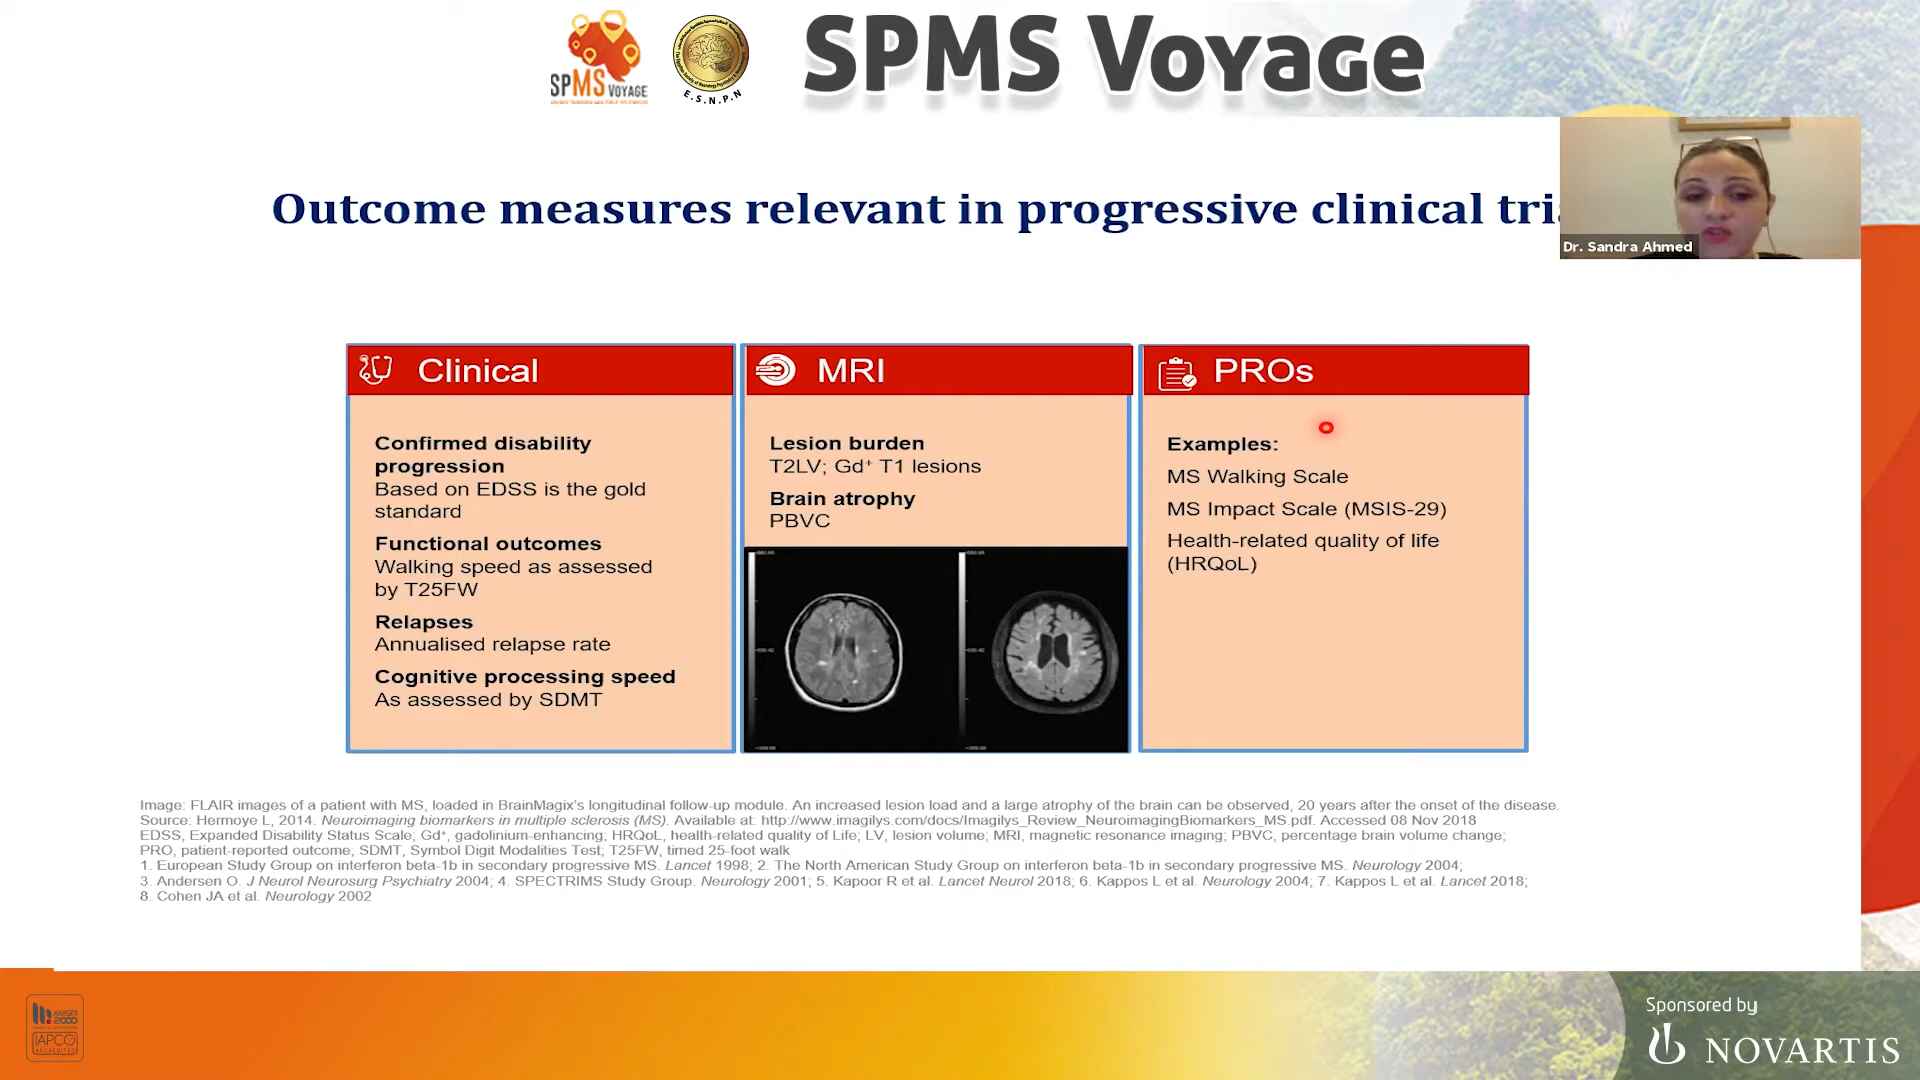 SPMS VOYAGE
E.S.N.P.N
SPMS Voyage
Outcome measures relevant in progressive clinical
Dr. Sandra Ahmed
Clinical
Confirmed disability
progression
Based on EDSS is the gold
standard
Functional outcomes
Walking speed as assessed
by T25FW
Relapses
Annualised relapse rate
Cognitive processing speed
As assessed by SDMT
MRI
Lesion burden
T2LV; Gd⁺ T1 lesions
Brain atrophy
PBVC
PROs
Examples:
MS Walking Scale
MS Impact Scale (MSIS-29)
Health-related quality of life
(HRQoL)
Image: FLAIR images of a patient with MS, loaded in BrainMagix's longitudinal follow-up module. An increased lesion load and a large atrophy of the brain can be observed, 20 years after the onset of the disease.
Source: Hermoye L, 2014. Neuroimaging biomarkers in multiple sclerosis (MS). Available at: http://www.imagilys.com/docs/Imagilys_Review_NeuroimagingBiomarkers_MS.pdf. Accessed 08 Nov 2018
EDSS, Expanded Disability Status Scale; Gd⁺, gadolinium-enhancing; HRQoL, health-related quality of Life; LV, lesion volume; MRI, magnetic resonance imaging; PBVC, percentage brain volume change;
PRO, patient-reported outcome; SDMT, Symbol Digit Modalities Test; T25FW, timed 25-foot walk
1. European Study Group on interferon beta-1b in secondary progressive MS. Lancet 1998; 2. The North American Study Group on interferon beta-1b in secondary progressive MS. Neurology 2004;
3. Andersen O. J Neurol Neurosurg Psychiatry 2004; 4. SPECTRIMS Study Group. Neurology 2001; 5. Kapoor R et al. Lancet Neurol 2018; 6. Kappos L et al. Neurology 2004; 7. Kappos L et al. Lancet 2018;
8. Cohen JA et al. Neurology 2002
MISR
2000
IAPCO
ACCREDITED
Sponsored by
NOVARTIS